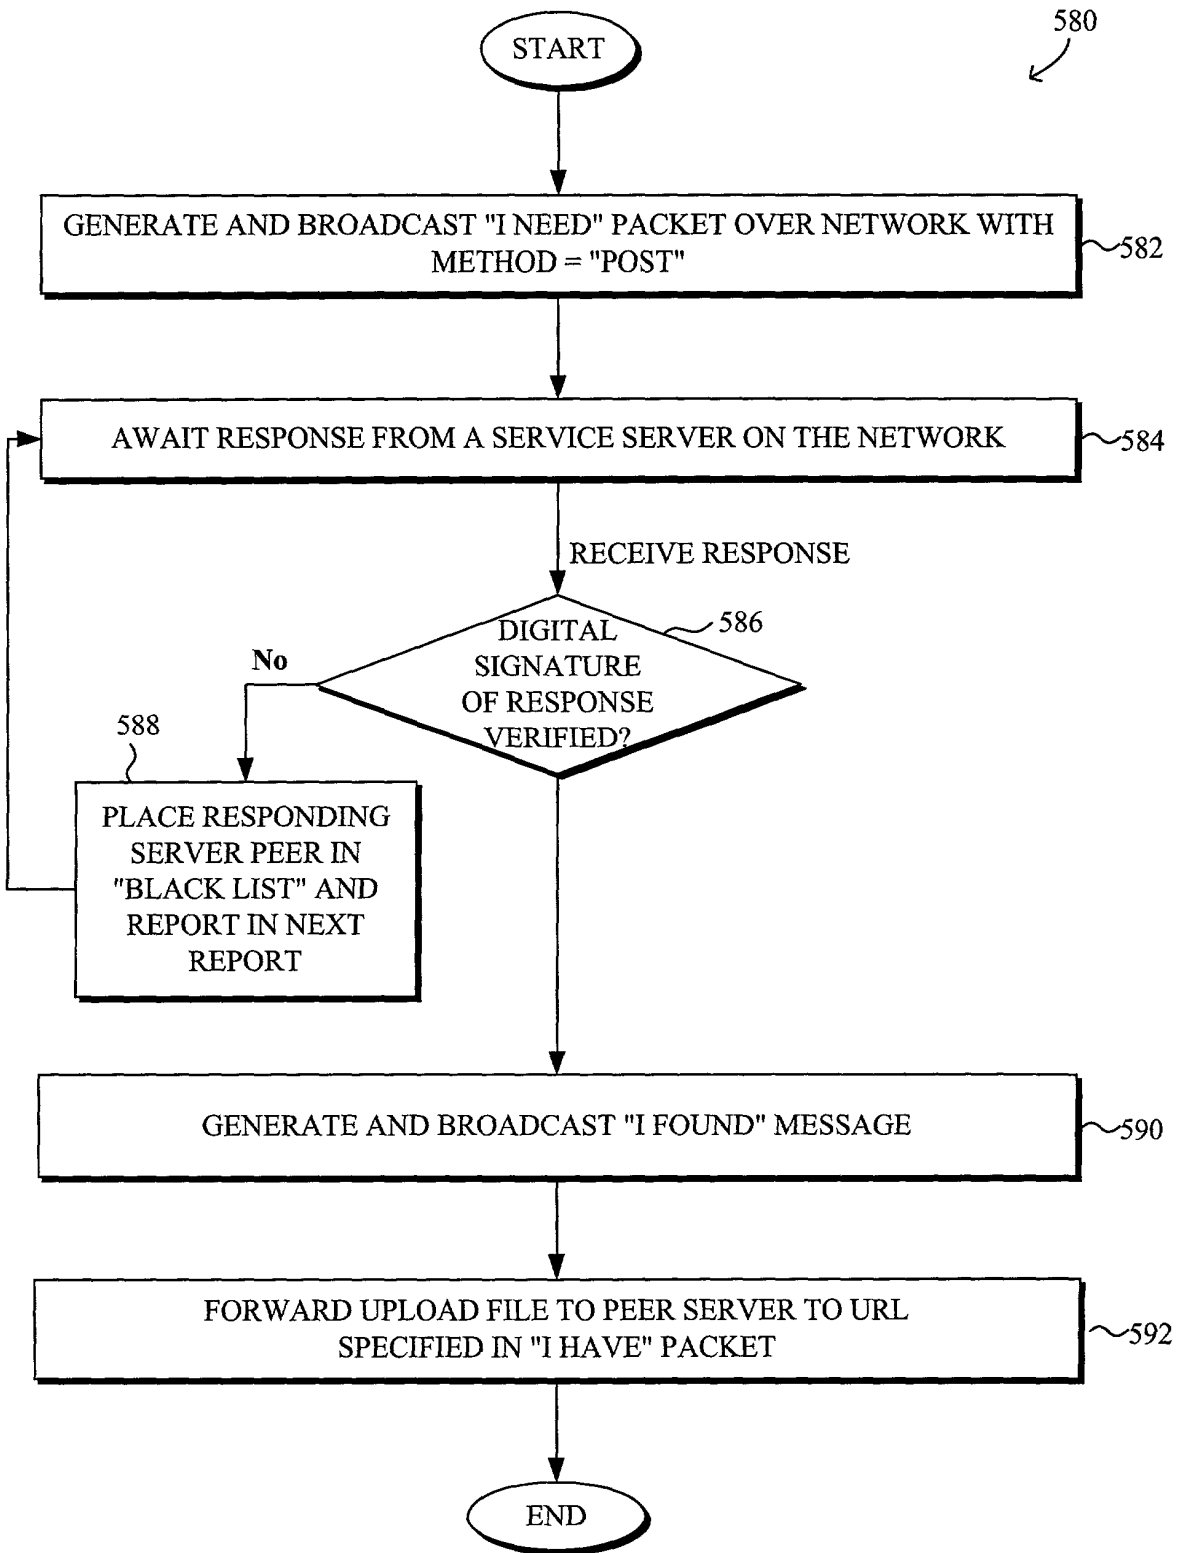 580
START
GENERATE AND BROADCAST "I NEED" PACKET OVER NETWORK WITH
METHOD = "POST"
582
AWAIT RESPONSE FROM A SERVICE SERVER ON THE NETWORK
584
RECEIVE RESPONSE
586
DIGITAL
SIGNATURE
OF RESPONSE
VERIFIED?
No
588
PLACE RESPONDING
SERVER PEER IN
"BLACK LIST" AND
REPORT IN NEXT
REPORT
GENERATE AND BROADCAST "I FOUND" MESSAGE
590
FORWARD UPLOAD FILE TO PEER SERVER TO URL
SPECIFIED IN "I HAVE" PACKET
592
END